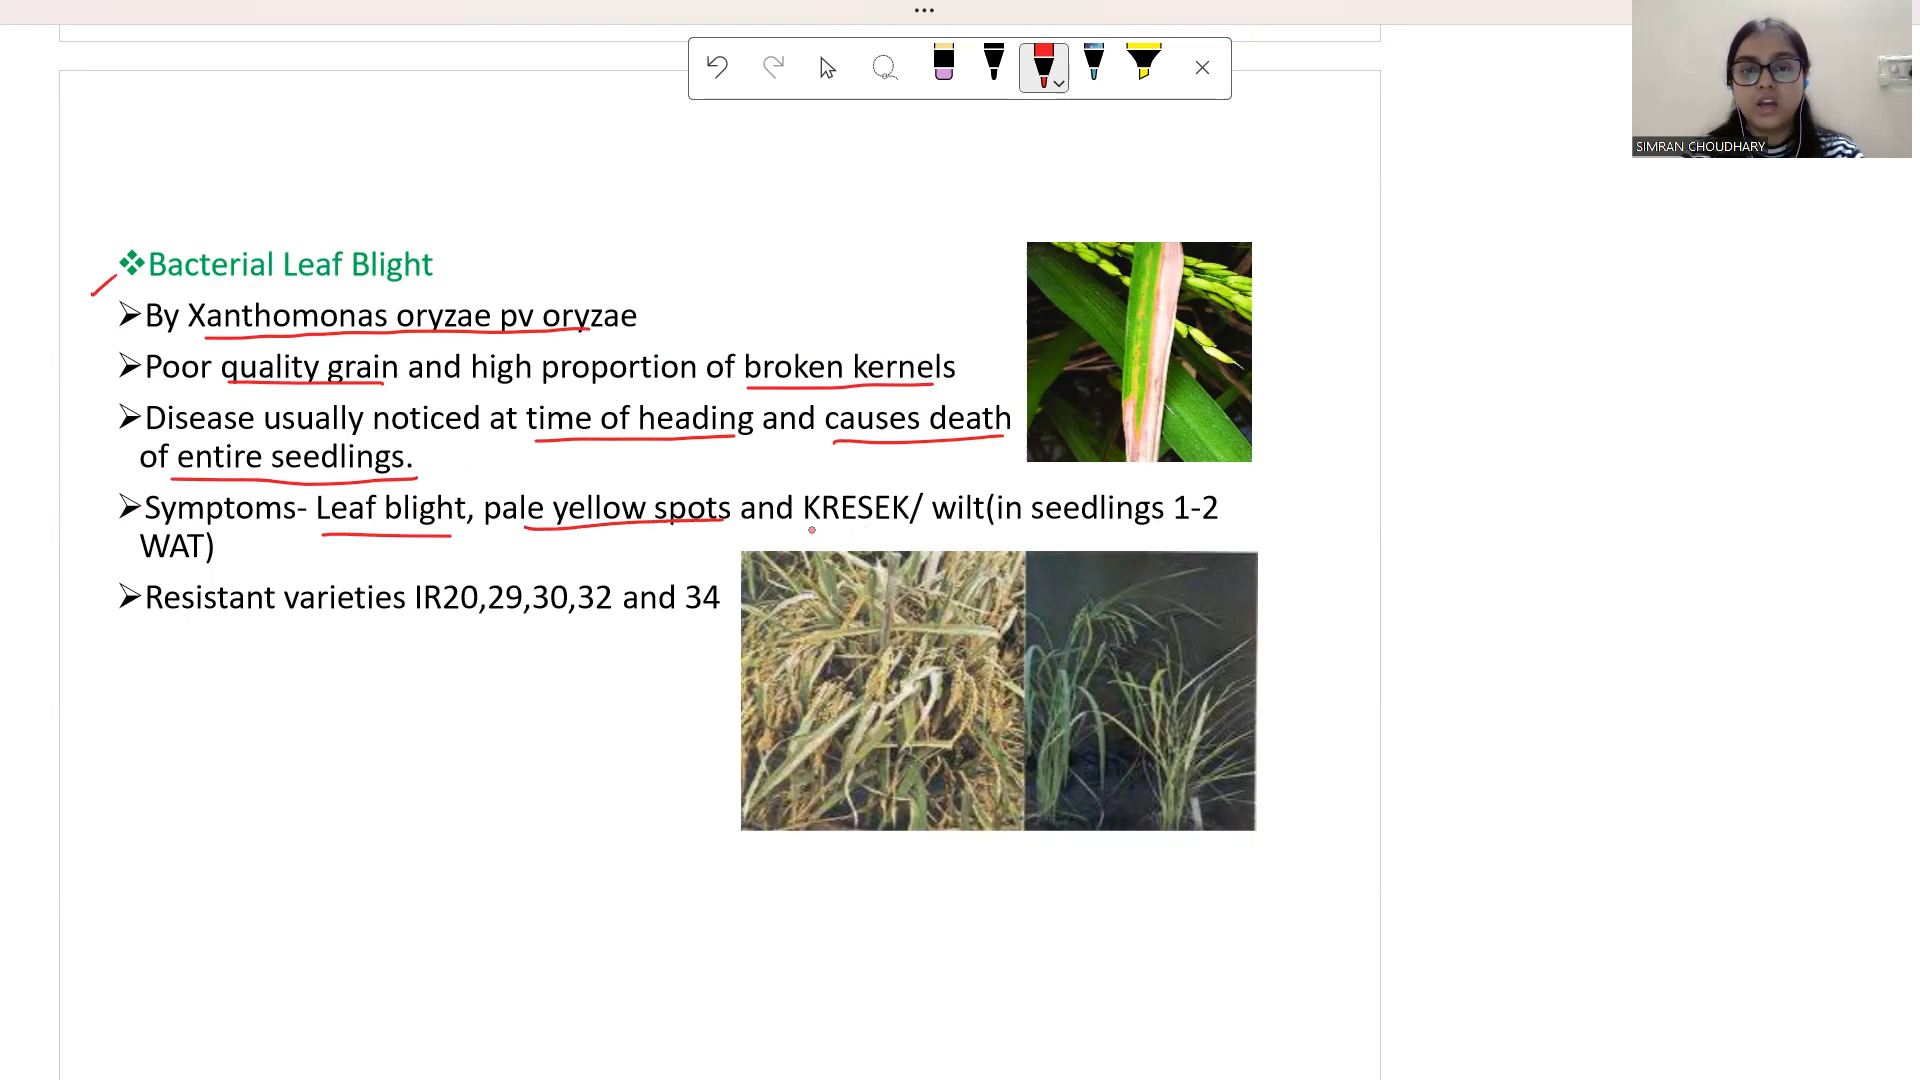 SIMRAN CHOUDHARY
❖Bacterial Leaf Blight
➢By Xanthomonas oryzae pv oryzae
➢Poor quality grain and high proportion of broken kernels
➢Disease usually noticed at time of heading and causes death
of entire seedlings.
➢Symptoms- Leaf blight, pale yellow spots and KRESEK/ wilt(in seedlings 1-2
WAT)
➢Resistant varieties IR20,29,30,32 and 34